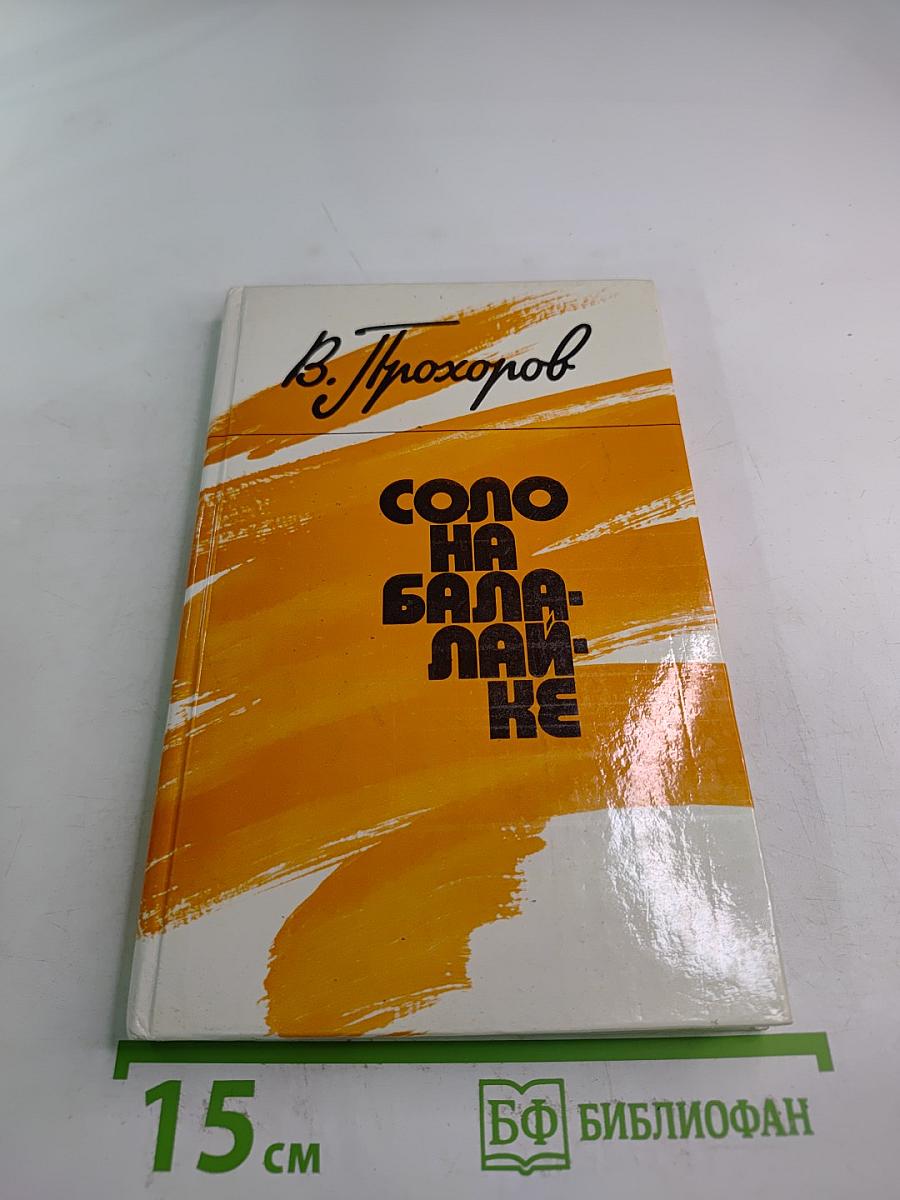 В. Прохоров
СОЛО
НА
БАЛА-
ЛАЙ-
КЕ
15 см
БФ БИБЛИОФАН